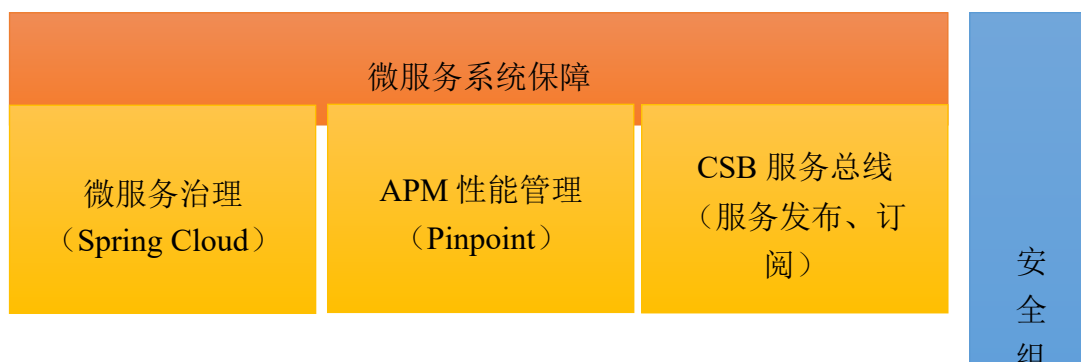 微服务系统保障
微服务治理
（Spring Cloud）
APM 性能管理
（Pinpoint）
CSB 服务总线
（服务发布、订
阅）
安
全
组